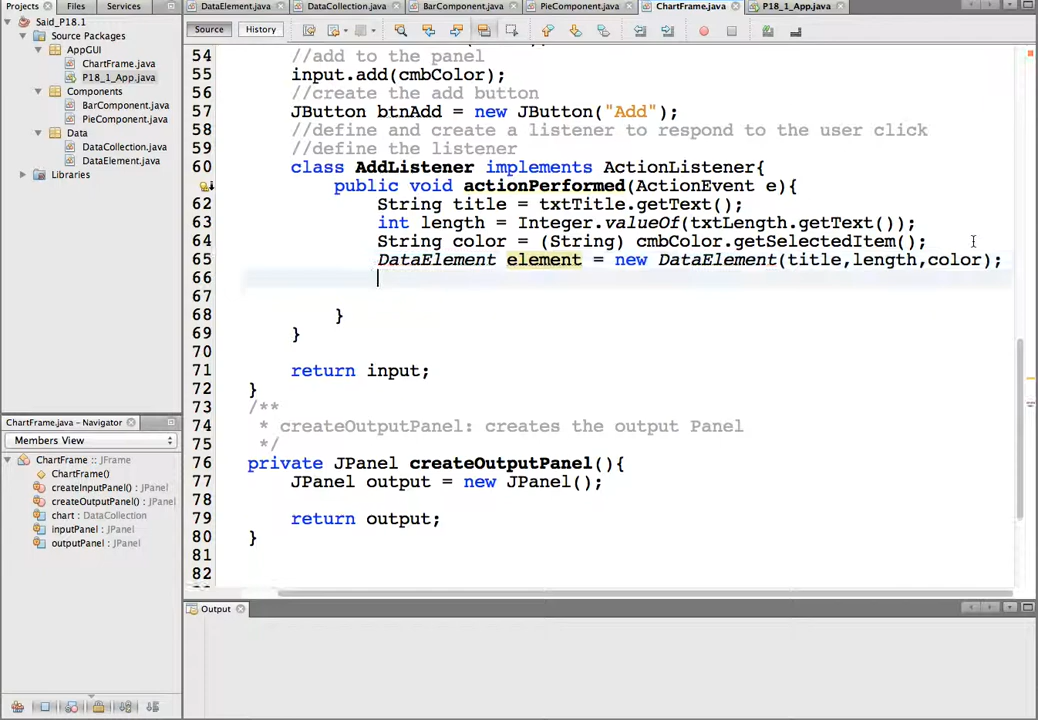 Projects Files Services
DataElement.java DataCollection.java BarComponent.java PieComponent.java ChartFrame.java P18_1_App.java
Said_P18.1
Source Packages
AppGUI
ChartFrame.java
P18_1_App.java
Components
BarComponent.java
PieComponent.java
Data
DataCollection.java
DataElement.java
Libraries
Source History
54 //add to the panel
55 input.add(cmbColor);
56 //create the add button
57 JButton btnAdd = new JButton("Add");
58 //define and create a listener to respond to the user click
59 //define the listener
60 class AddListener implements ActionListener{
public void actionPerformed(ActionEvent e){
62 String title = txtTitle.getText();
63 int length = Integer.valueOf(txtLength.getText());
64 String color = (String) cmbColor.getSelectedItem();
65 DataElement element = new DataElement(title,length,color);
66
67
68 }
69 }
70
71 return input;
72 }
73 /**
74 * createOutputPanel: creates the output Panel
75 */
76 private JPanel createOutputPanel(){
77 JPanel output = new JPanel();
78
79 return output;
80 }
81
82
ChartFrame.java – Navigator
Members View
ChartFrame :: JFrame
ChartFrame()
createInputPanel() : JPanel
createOutputPanel() : JPanel
chart : DataCollection
inputPanel : JPanel
outputPanel : JPanel
Output